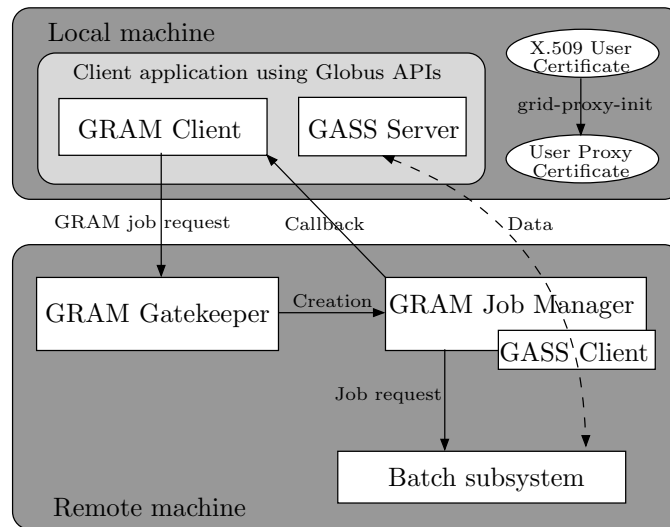 Local machine
Client application using Globus APIs
GRAM Client
GASS Server
X.509 User
Certificate
grid-proxy-init
User Proxy
Certificate
GRAM job request
Callback
Data
GRAM Gatekeeper
Creation
GRAM Job Manager
GASS Client
Job request
Batch subsystem
Remote machine